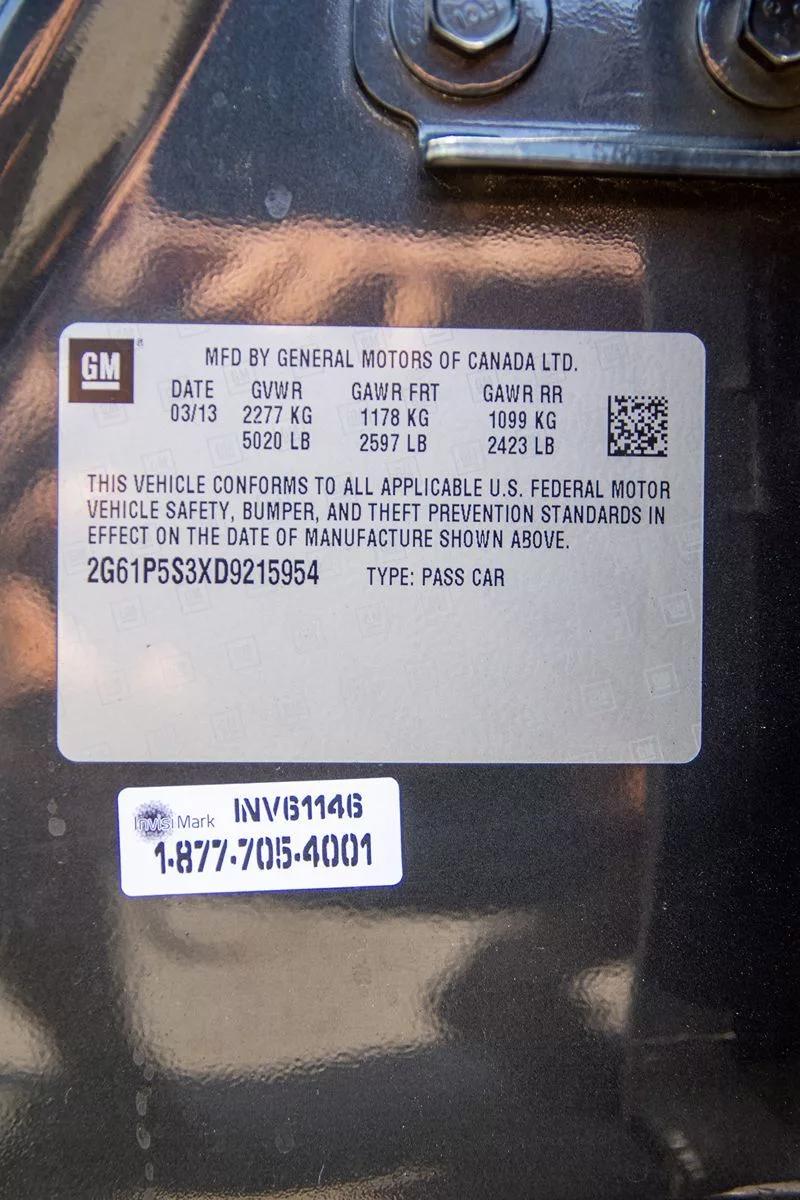 GM
MFD BY GENERAL MOTORS OF CANADA LTD.
DATE GVWR GAWR FRT GAWR RR
03/13 2277 KG 1178 KG 1099 KG
5020 LB 2597 LB 2423 LB
THIS VEHICLE CONFORMS TO ALL APPLICABLE U.S. FEDERAL MOTOR
VEHICLE SAFETY, BUMPER, AND THEFT PREVENTION STANDARDS IN
EFFECT ON THE DATE OF MANUFACTURE SHOWN ABOVE.
2G61P5S3XD9215954 TYPE: PASS CAR
InvisiMark INV61146
1-877-705-4001